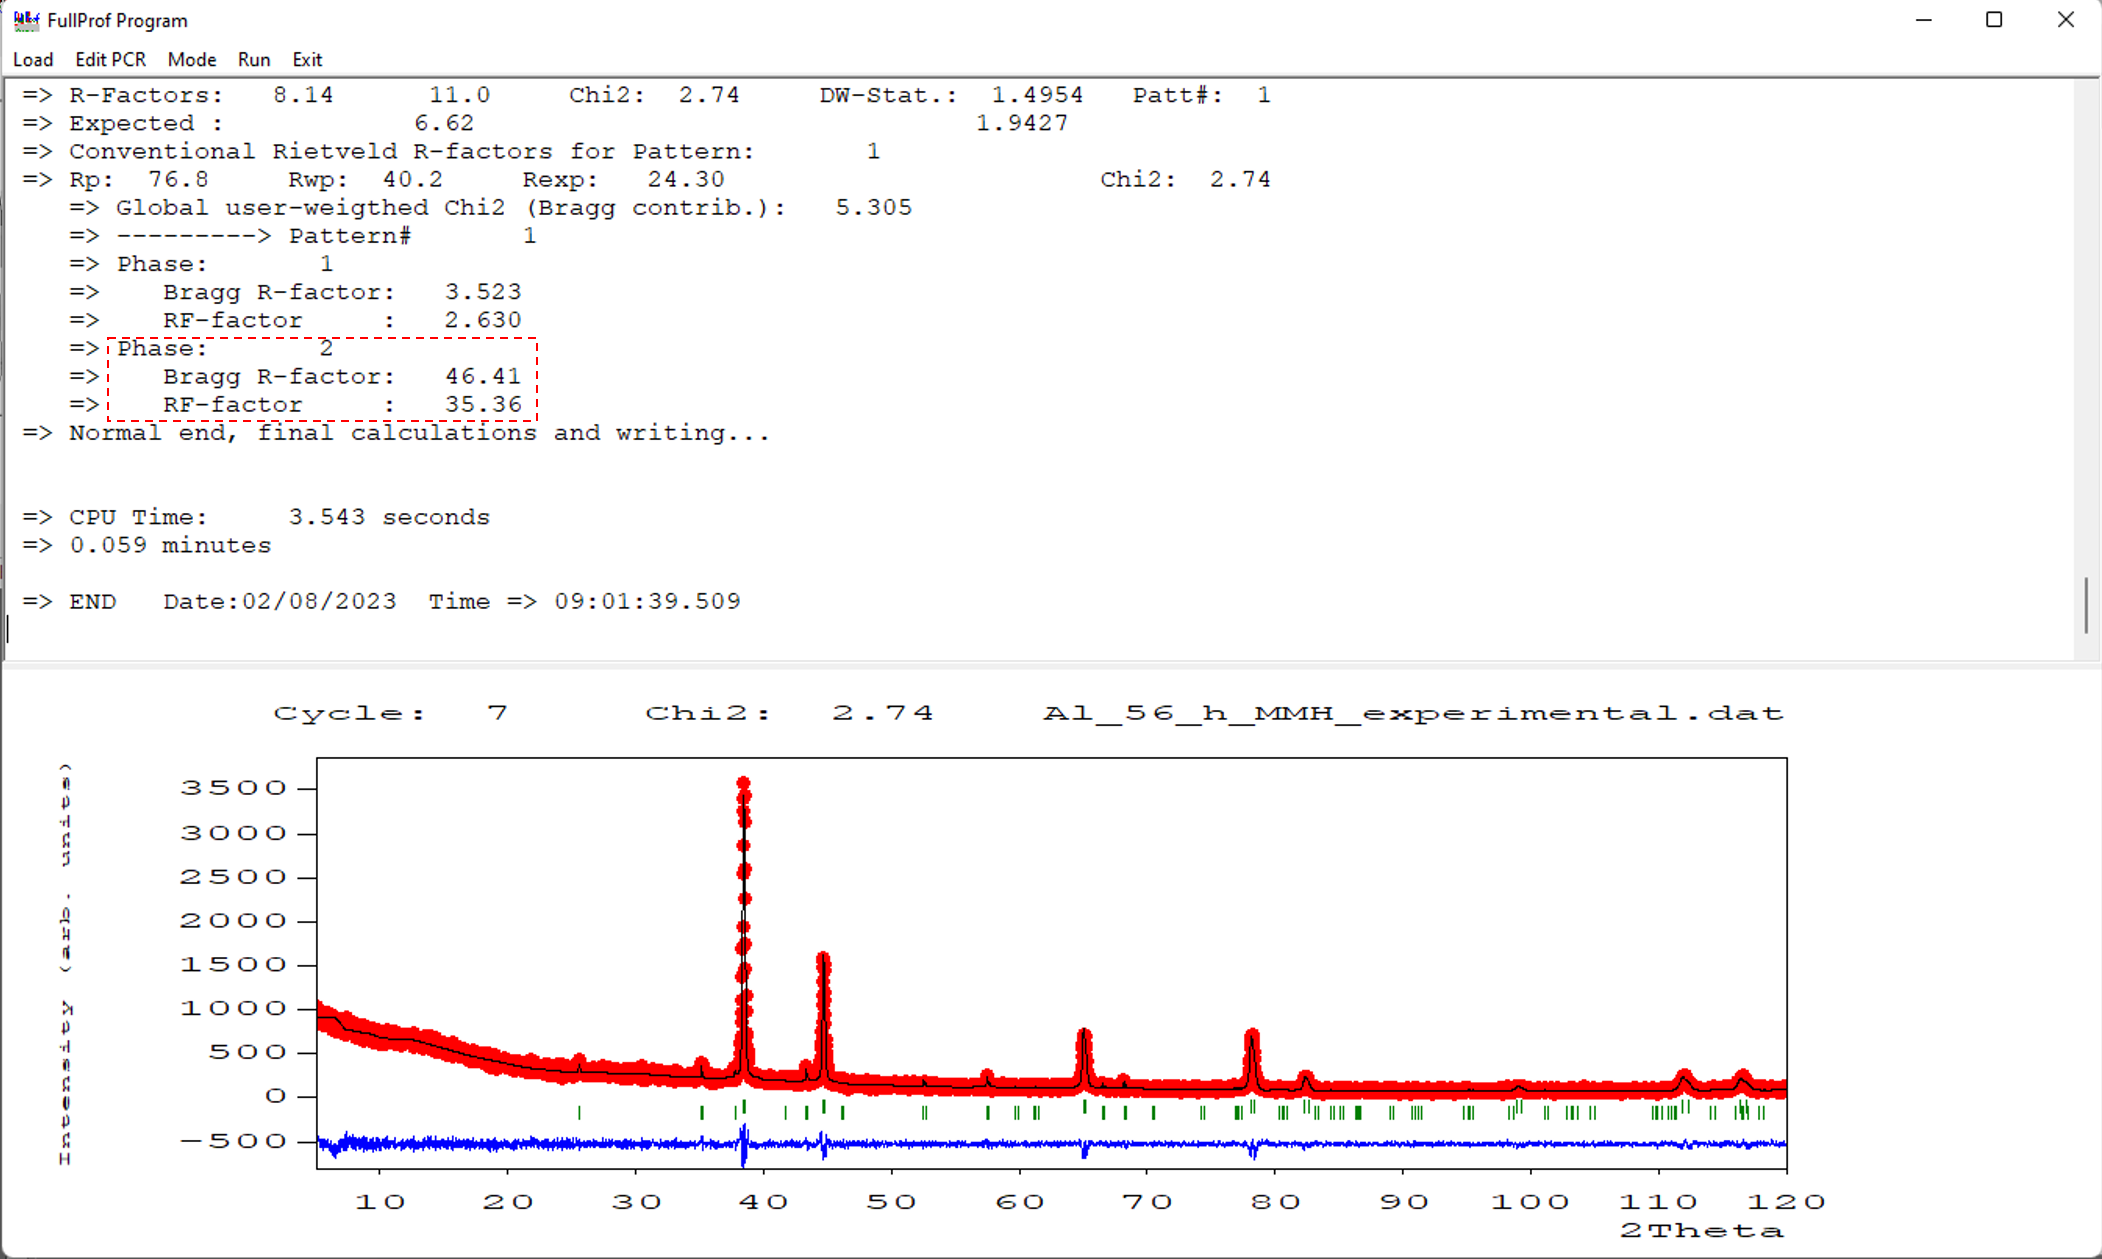 FullProf Program
Load Edit PCR Mode Run Exit
=> R-Factors: 8.14 11.0 Chi2: 2.74 DW-Stat.: 1.4954 Patt#: 1
=> Expected : 6.62 1.9427
=> Conventional Rietveld R-factors for Pattern: 1
=> Rp: 76.8 Rwp: 40.2 Rexp: 24.30 Chi2: 2.74
=> Global user-weigthed Chi2 (Bragg contrib.): 5.305
=> ---------> Pattern# 1
=> Phase: 1
=> Bragg R-factor: 3.523
=> RF-factor : 2.630
=> Phase: 2
=> Bragg R-factor: 46.41
=> RF-factor : 35.36
=> Normal end, final calculations and writing...
=> CPU Time: 3.543 seconds
=> 0.059 minutes
=> END Date:02/08/2023 Time => 09:01:39.509
Cycle: 7 Chi2: 2.74 Al_56_h_MMH_experimental.dat
Intensity (arb. units)
3500
3000
2500
2000
1500
1000
500
0
-500
10 20 30 40 50 60 70 80 90 100 110 120
2Theta